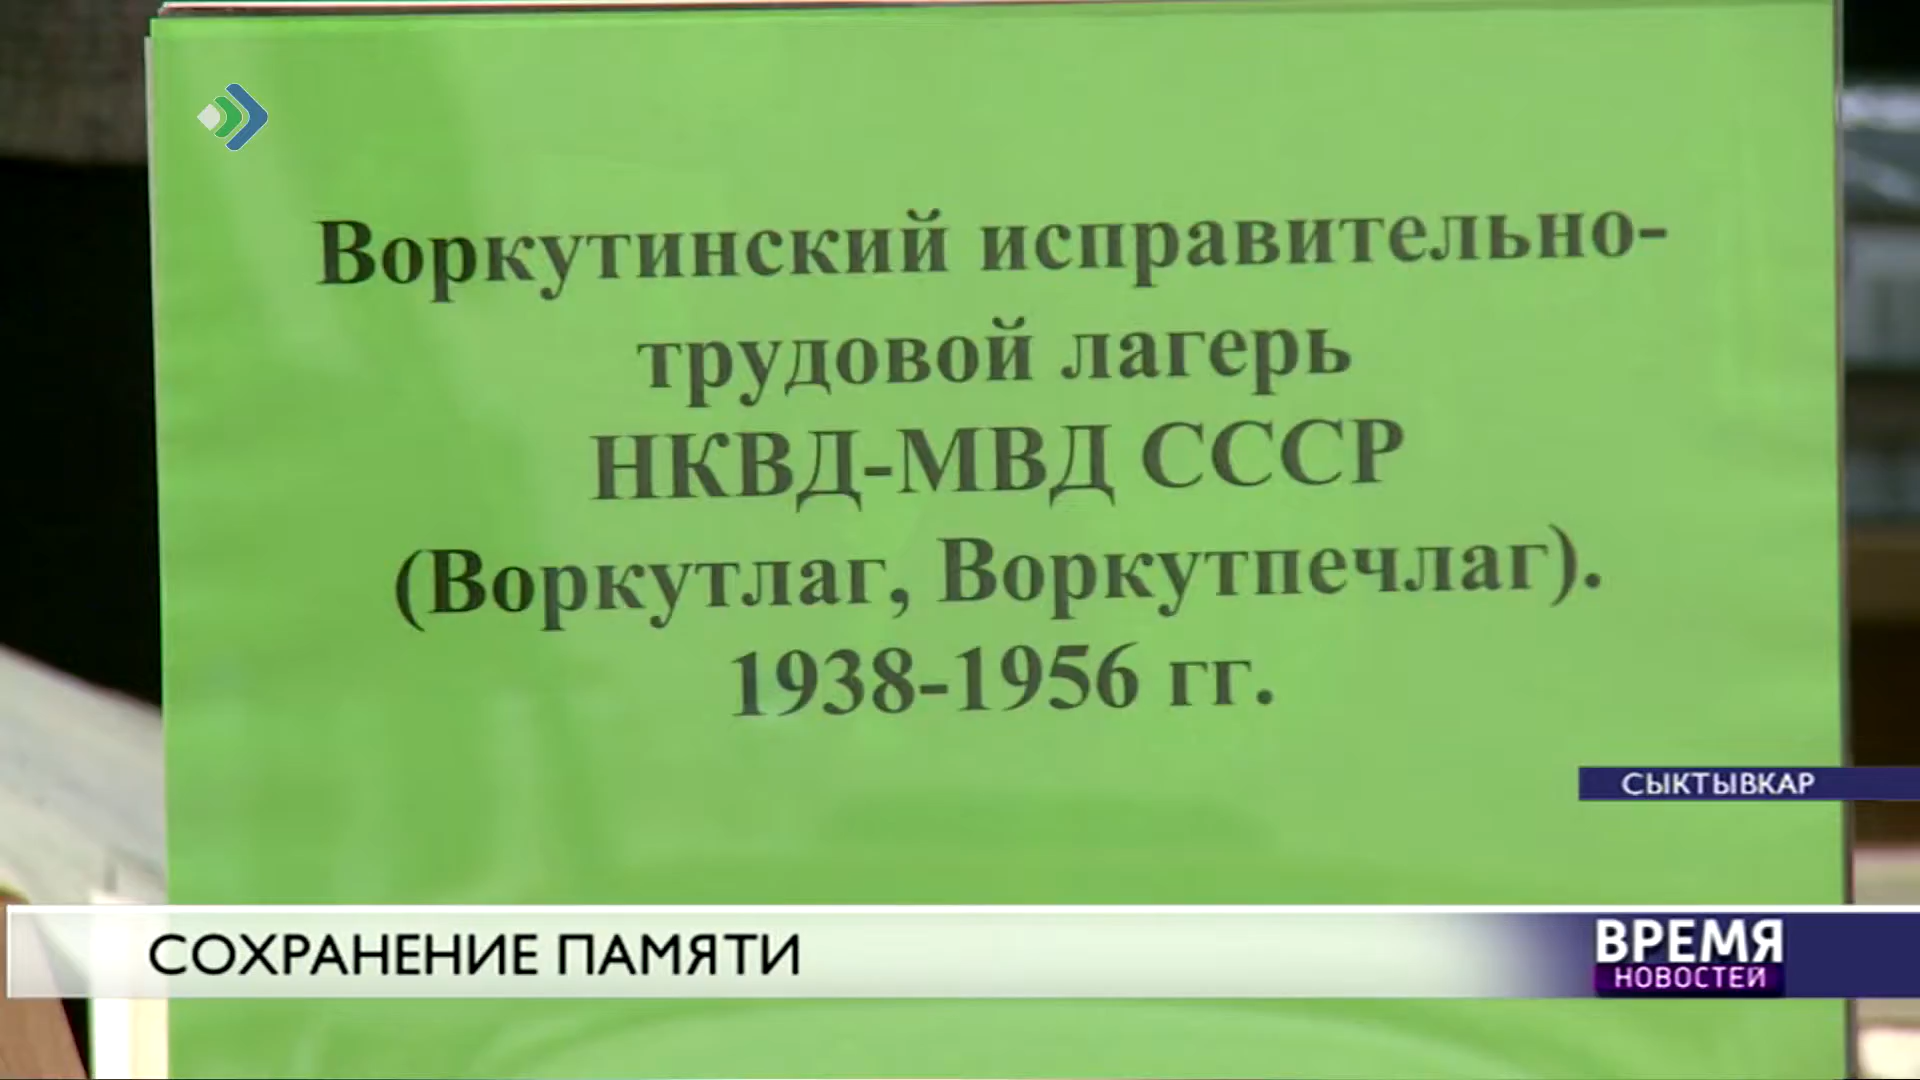 Воркутинский исправительно-
трудовой лагерь
НКВД-МВД СССР
(Воркутлаг, Воркутпечлаг).
1938-1956 гг.
СЫКТЫВКАР
СОХРАНЕНИЕ ПАМЯТИ
ВРЕМЯ
НОВОСТЕЙ